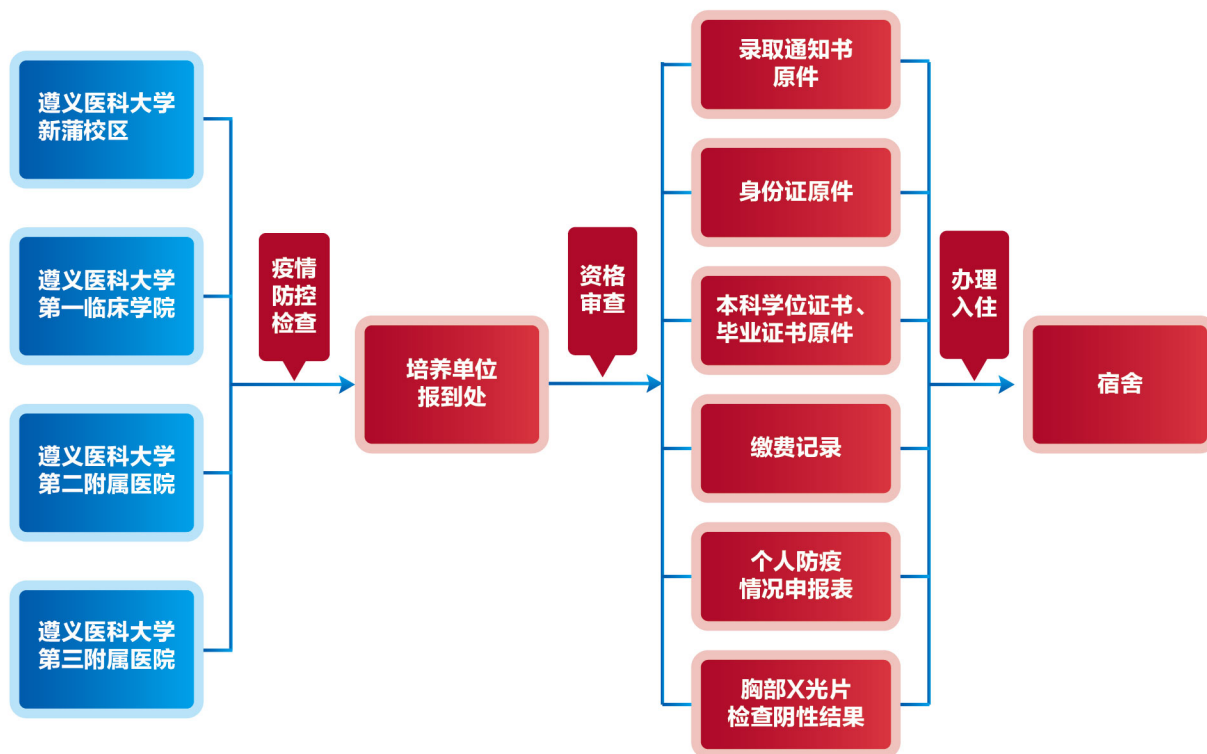 遵义医科大学
新蒲校区
遵义医科大学
第一临床学院
遵义医科大学
第二附属医院
遵义医科大学
第三附属医院
疫情
防控
检查
培养单位
报到处
资格
审查
录取通知书
原件
身份证原件
本科学位证书、
毕业证书原件
缴费记录
个人防疫
情况申报表
胸部X光片
检查阴性结果
办理
入住
宿舍